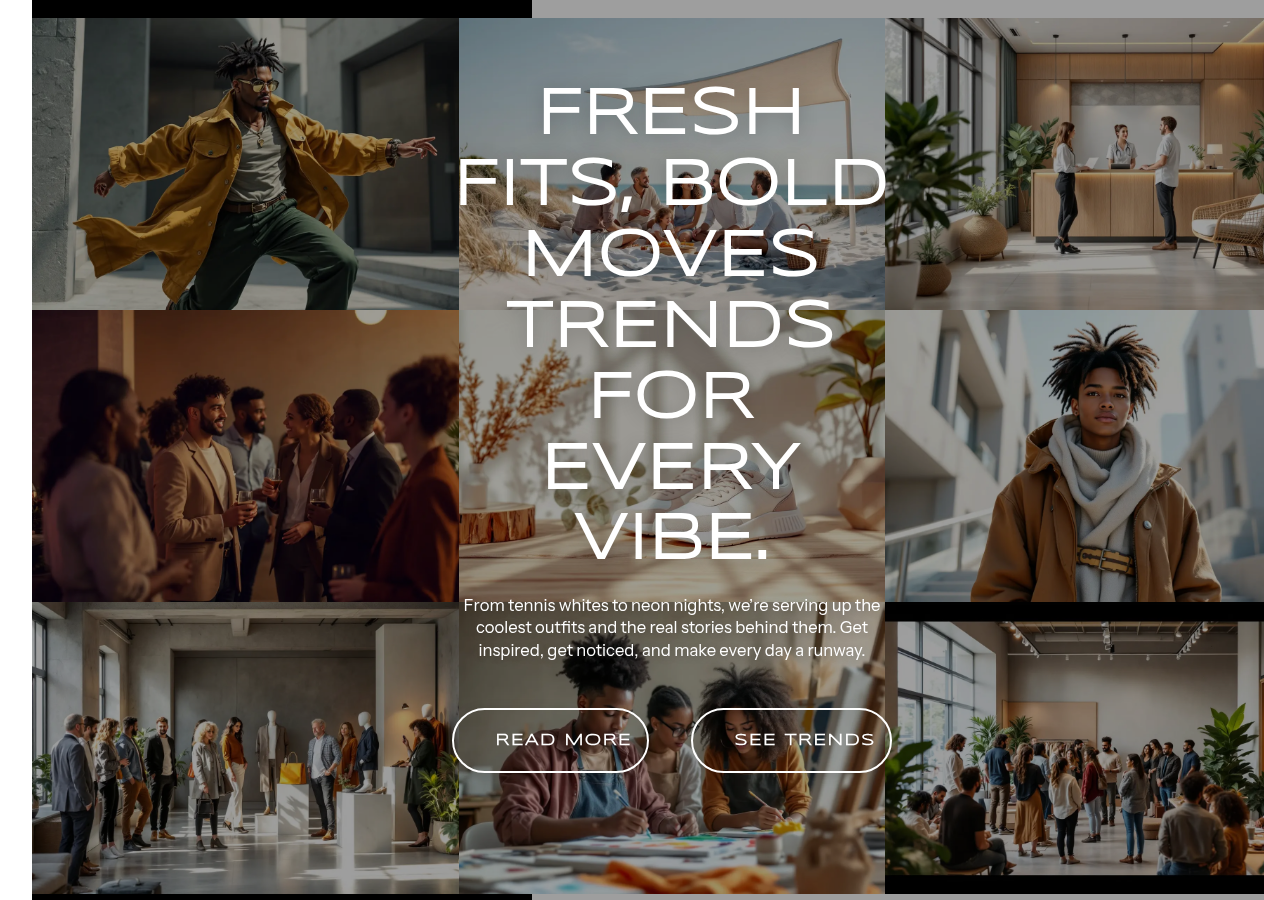 FRESH
FITS, BOLD
MOVES
TRENDS
FOR
EVERY
VIBE.
From tennis whites to neon nights, we’re serving up the
coolest outfits and the real stories behind them. Get
inspired, get noticed, and make every day a runway.
READ MORE
SEE TRENDS